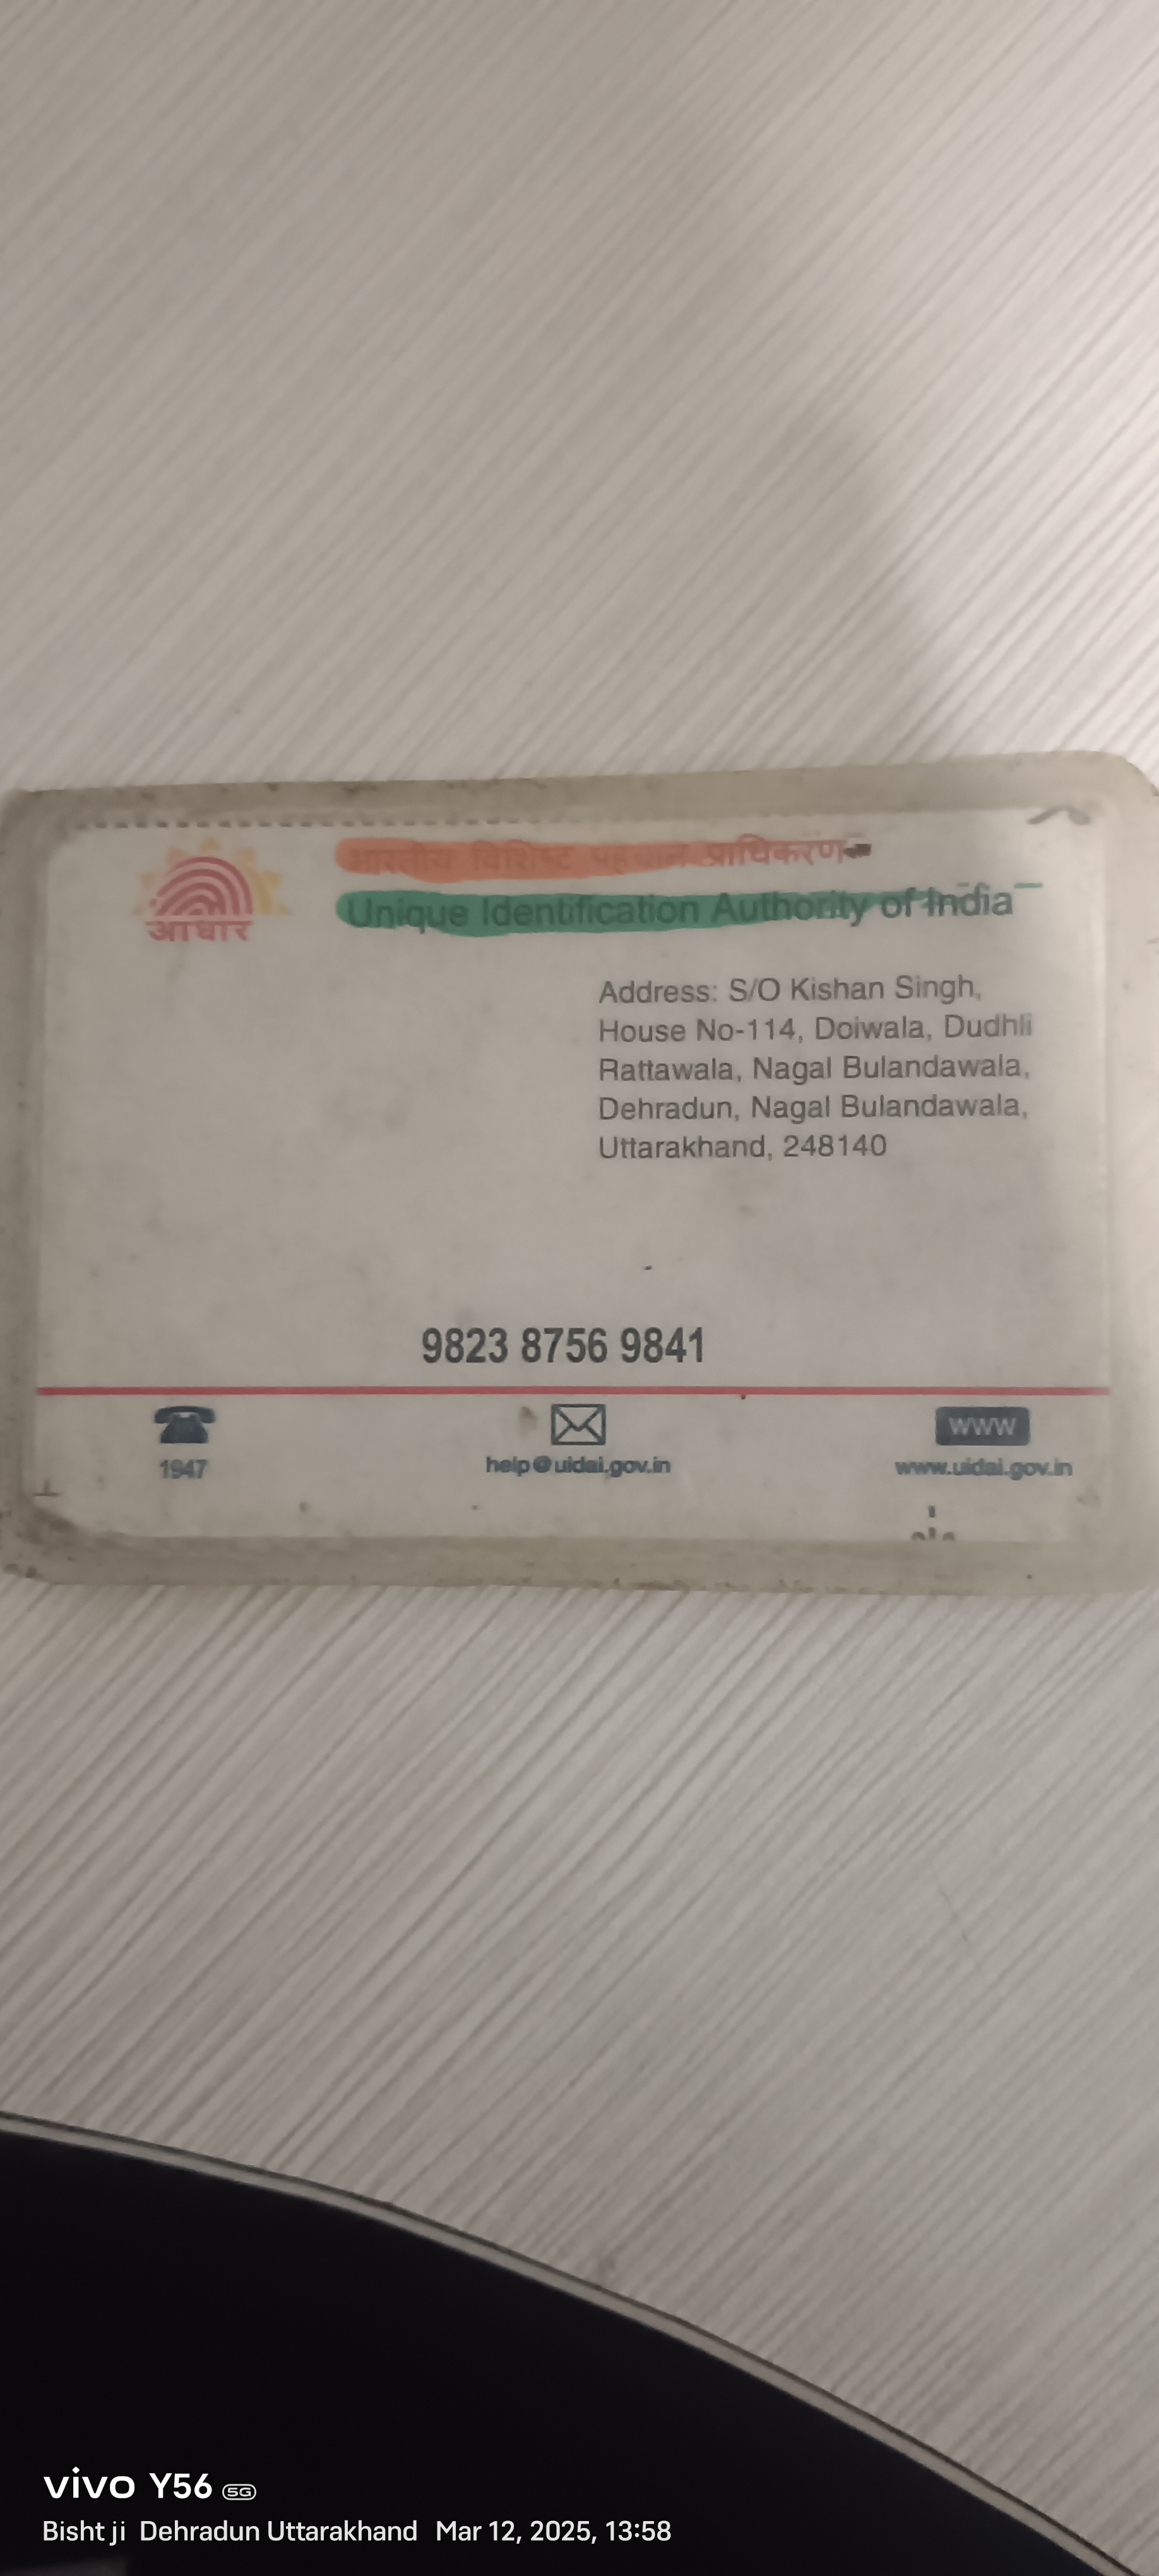 आधार
भारतीय विशिष्ट पहचान प्राधिकरण
Unique Identification Authority of India
Address: S/O Kishan Singh,
House No-114, Doiwala, Dudhli
Rattawala, Nagal Bulandawala,
Dehradun, Nagal Bulandawala,
Uttarakhand, 248140
9823 8756 9841
1947
help@uidai.gov.in
www
www.uidai.gov.in
vivo Y56 5G
Bisht ji Dehradun Uttarakhand Mar 12, 2025, 13:58